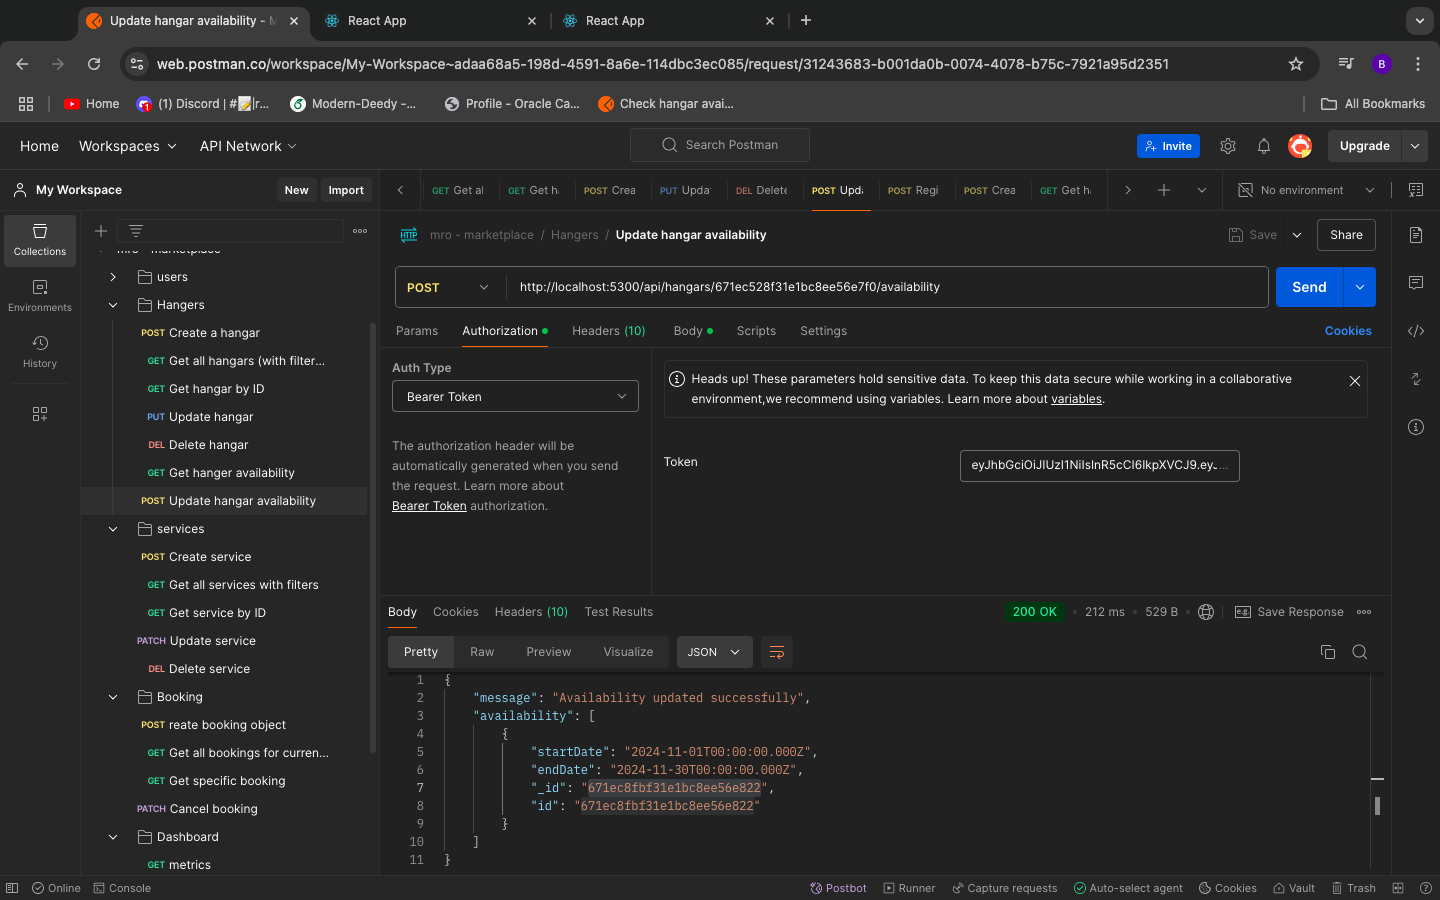 Update hangar availability - M
React App
React App
web.postman.co/workspace/My-Workspace~adaa68a5-198d-4591-8a6e-114dbc3ec085/request/31243683-b001da0b-0074-4078-b75c-7921a95d2351
B
Home
(1) Discord | #📝|r...
Modern-Deedy -...
Profile - Oracle Ca...
Check hangar avai...
All Bookmarks
Home
Workspaces
API Network
Search Postman
Invite
Upgrade
My Workspace
New
Import
GET Get al
GET Get h
POST Crea
PUT Upda
DEL Delete
POST Upda
POST Regi
POST Crea
GET Get h
No environment
Collections
Environments
History
mro - marketplace
users
Hangers
POST Create a hangar
GET Get all hangars (with filter...
GET Get hangar by ID
PUT Update hangar
DEL Delete hangar
GET Get hanger availability
POST Update hangar availability
services
POST Create service
GET Get all services with filters
GET Get service by ID
PATCH Update service
DEL Delete service
Booking
POST reate booking object
GET Get all bookings for curren...
GET Get specific booking
PATCH Cancel booking
Dashboard
GET metrics
HTTP mro - marketplace / Hangers / Update hangar availability
Save
Share
POST
http://localhost:5300/api/hangars/671ec528f31e1bc8ee56e7f0/availability
Send
Params
Authorization
Headers (10)
Body
Scripts
Settings
Cookies
Auth Type
Bearer Token
The authorization header will be
automatically generated when you send
the request. Learn more about
Bearer Token authorization.
Heads up! These parameters hold sensitive data. To keep this data secure while working in a collaborative
environment,we recommend using variables. Learn more about variables.
Token
eyJhbGciOiJIUzI1NiIsInR5cCI6IkpXVCJ9.ey...
Body
Cookies
Headers (10)
Test Results
200 OK
212 ms
529 B
e.g. Save Response
Pretty
Raw
Preview
Visualize
JSON
1 {
2 "message": "Availability updated successfully",
3 "availability": [
4 {
5 "startDate": "2024-11-01T00:00:00.000Z",
6 "endDate": "2024-11-30T00:00:00.000Z",
7 "_id": "671ec8fbf31e1bc8ee56e822",
8 "id": "671ec8fbf31e1bc8ee56e822"
9 }
10 ]
11 }
Online
Console
Postbot
Runner
Capture requests
Auto-select agent
Cookies
Vault
Trash